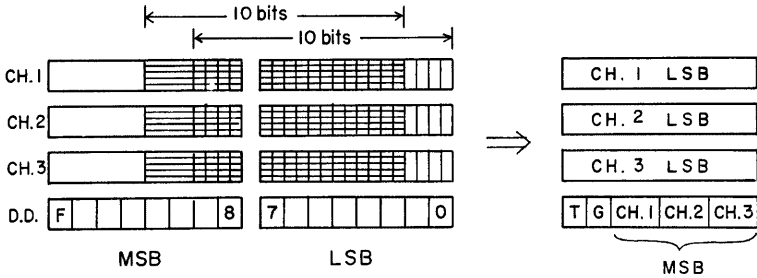 10 bits
10 bits
CH.1
CH.2
CH.3
D.D. F 8 7 0
MSB LSB
CH. 1 LSB
CH. 2 LSB
CH. 3 LSB
T G CH.1 CH.2 CH.3
MSB